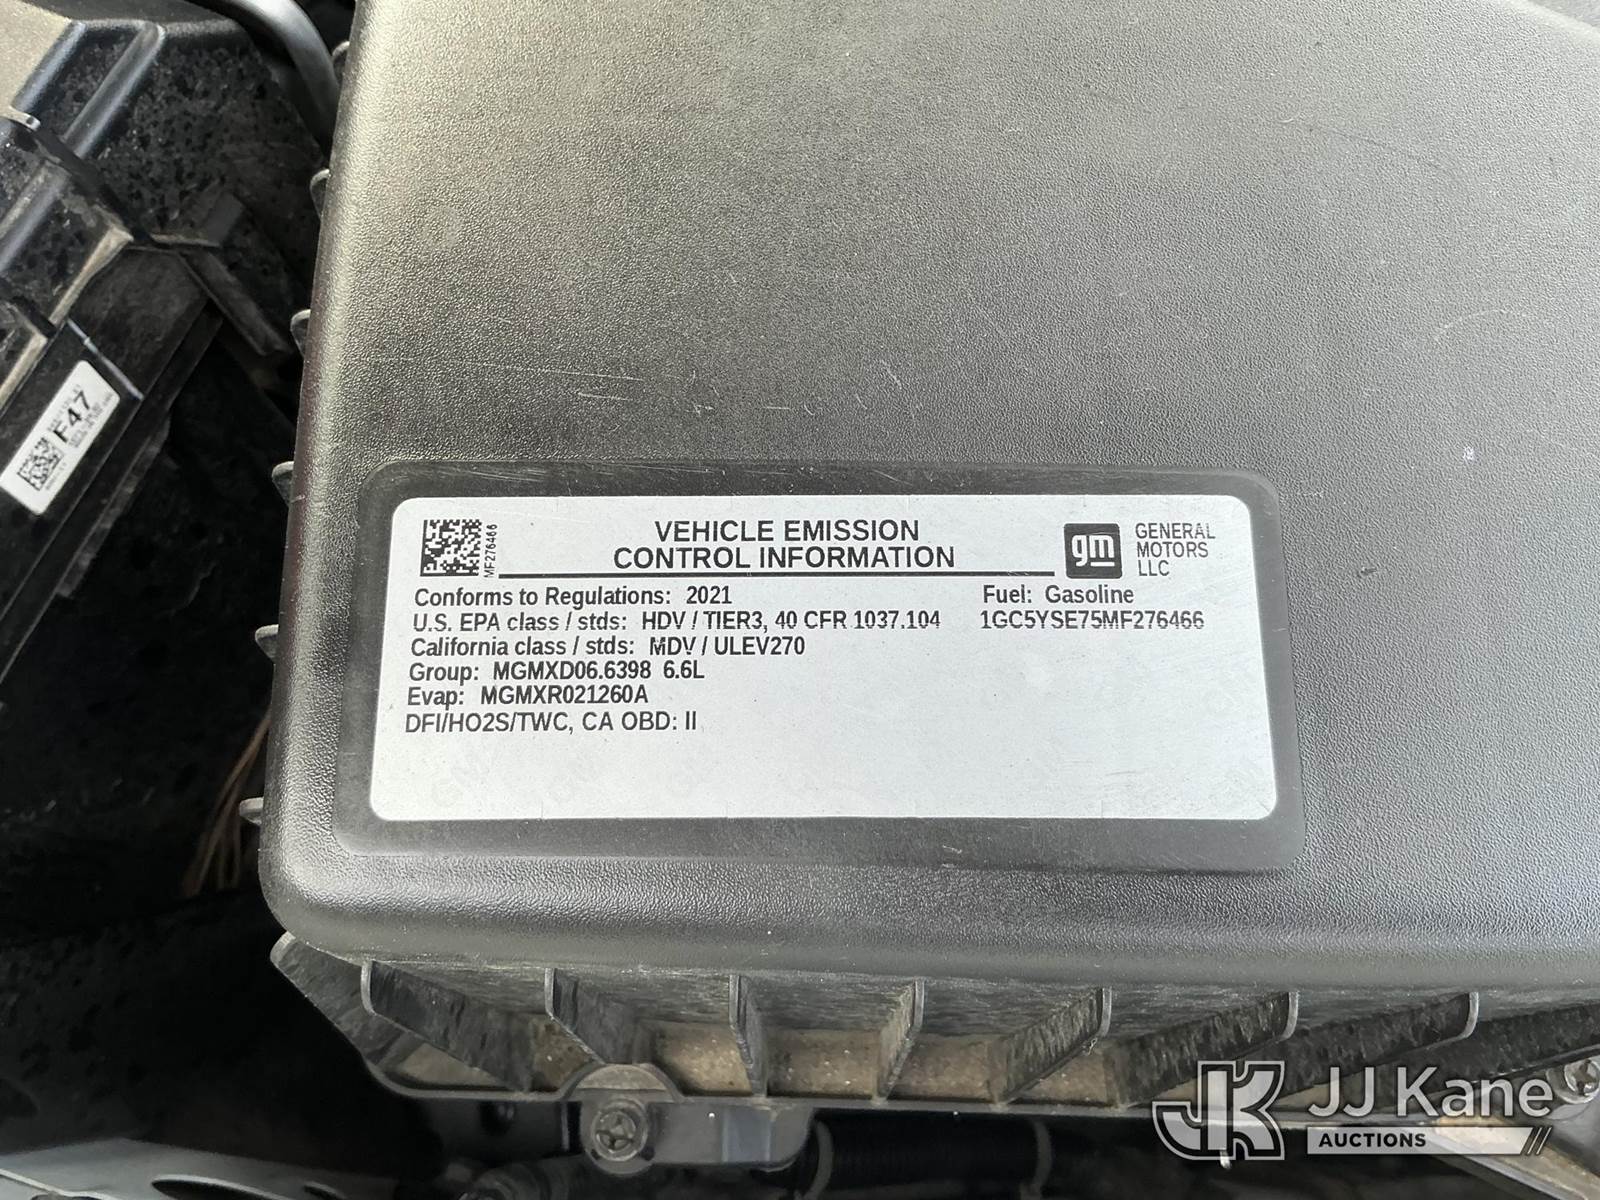 F47
MF276466
VEHICLE EMISSION
CONTROL INFORMATION
gm
GENERAL
MOTORS
LLC
Conforms to Regulations: 2021
Fuel: Gasoline
U.S. EPA class / stds: HDV / TIER3, 40 CFR 1037.104
1GC5YSE75MF276466
California class / stds: MDV / ULEV270
Group: MGMXD06.6398 6.6L
Evap: MGMXR021260A
DFI/HO2S/TWC, CA OBD: II
JK JJ Kane
AUCTIONS